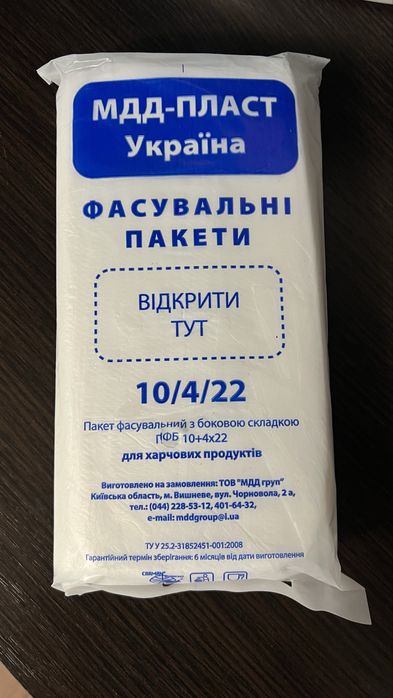 МДД-ПЛАСТ
Україна
ФАСУВАЛЬНІ
ПАКЕТИ
ВІДКРИТИ
ТУТ
10/4/22
Пакет фасувальний з боковою складкою
ПФБ 10+4х22
для харчових продуктів
Виготовлено на замовлення: ТОВ "МДД груп"
Київська область, м. Вишневе, вул. Чорновола, 2 а,
тел.: (044) 228-53-12, 401-64-32,
e-mail: mddgroup@i.ua
ТУ У 25.2-31852451-001:2008
Гарантійний термін зберігання: 6 місяців від дати виготовлення